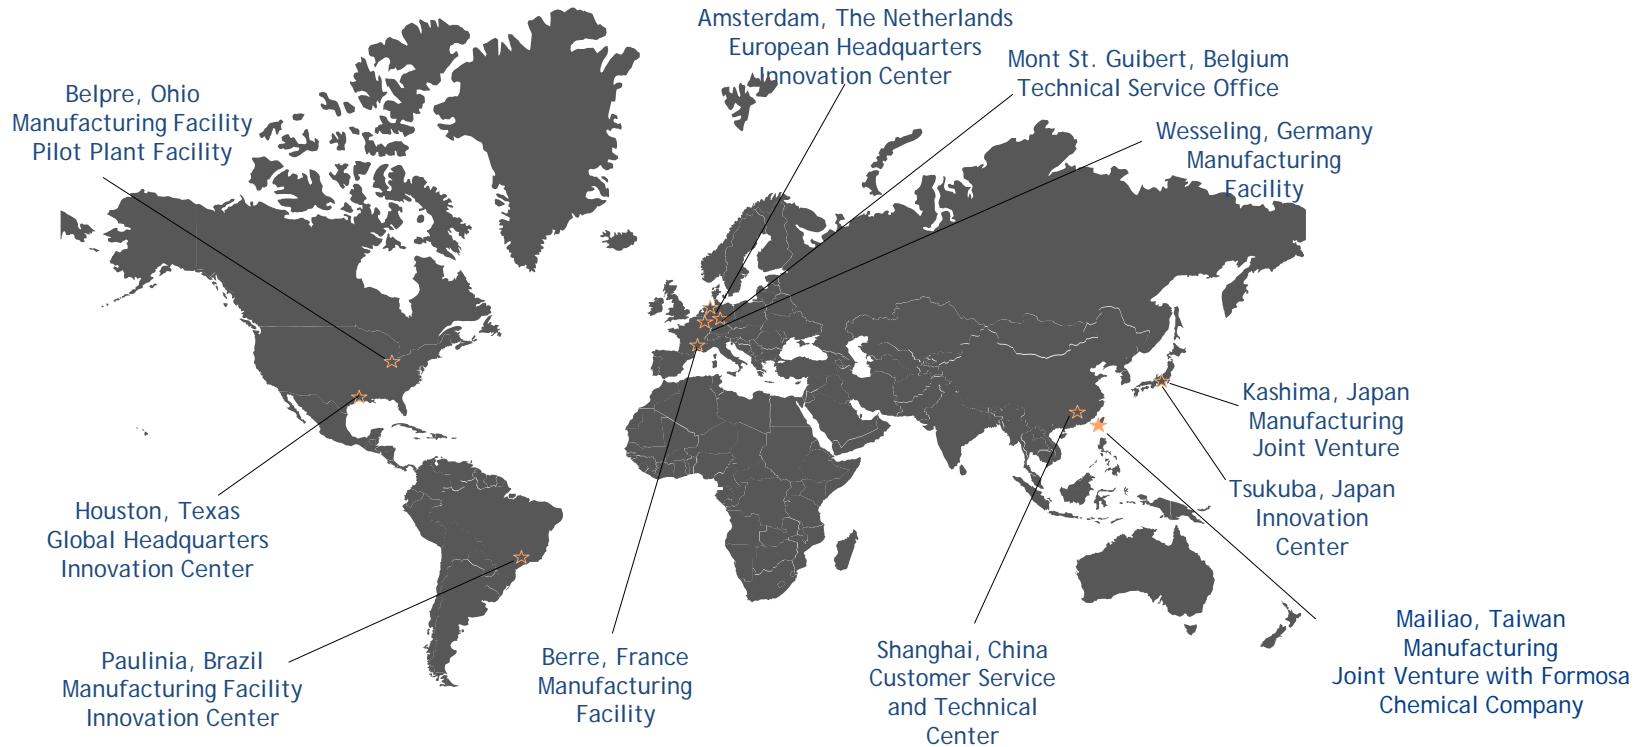 Amsterdam, The Netherlands
European Headquarters
Innovation Center
Mont St. Guibert, Belgium
Technical Service Office
Belpre, Ohio
Manufacturing Facility
Pilot Plant Facility
Wesseling, Germany
Manufacturing
Facility
Kashima, Japan
Manufacturing
Joint Venture
Tsukuba, Japan
Innovation
Center
Houston, Texas
Global Headquarters
Innovation Center
Mailiao, Taiwan
Manufacturing
Joint Venture with Formosa
Chemical Company
Shanghai, China
Customer Service
and Technical
Center
Berre, France
Manufacturing
Facility
Paulinia, Brazil
Manufacturing Facility
Innovation Center